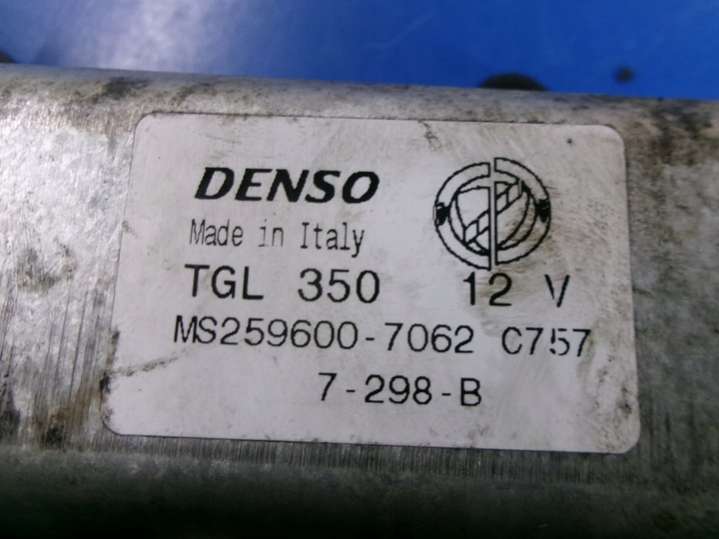 DENSO
Made in Italy
TGL 350 12 V
MS259600-7062 C757
7-298-B